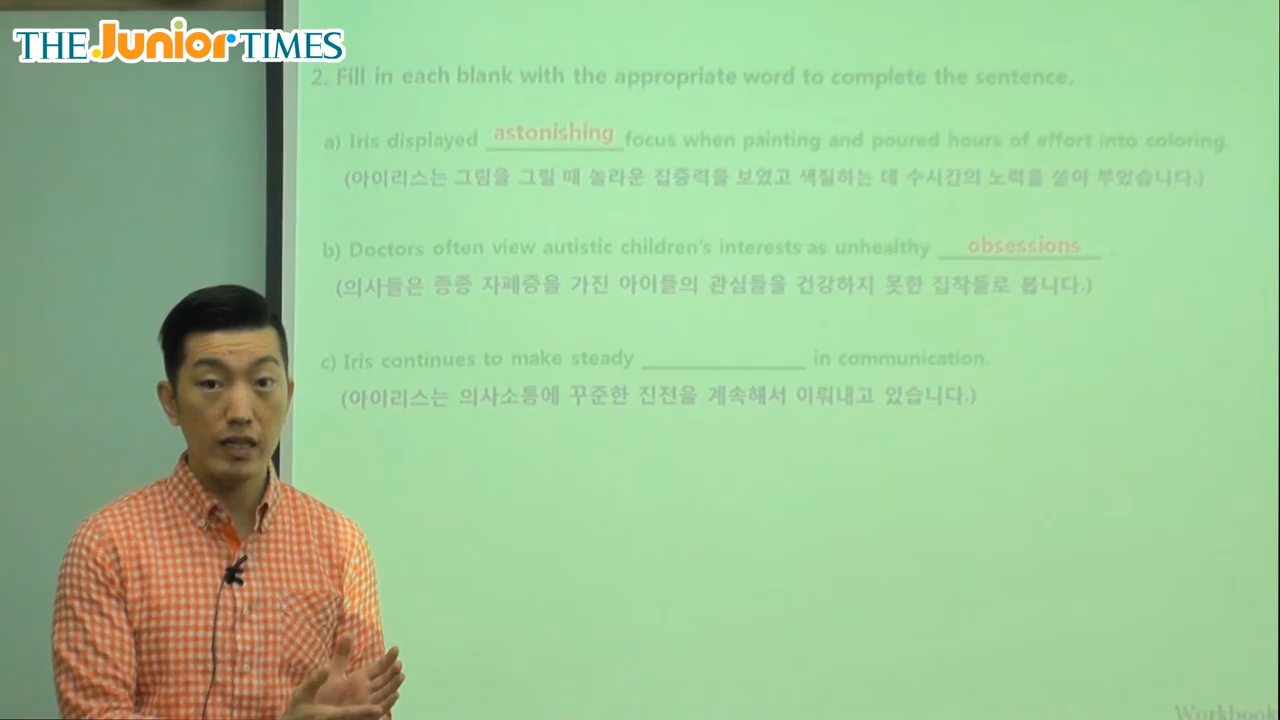 THE Junior TIMES
2. Fill in each blank with the appropriate word to complete the sentence.
a) Iris displayed astonishing focus when painting and poured hours of effort into coloring.
(아이리스는 그림을 그릴 때 놀라운 집중력을 보였고 색칠하는 데 수시간의 노력을 쏟아 부었습니다.)
b) Doctors often view autistic children's interests as unhealthy obsessions .
(의사들은 종종 자폐증을 가진 아이들의 관심들을 건강하지 못한 집착들로 봅니다.)
c) Iris continues to make steady ____________ in communication.
(아이리스는 의사소통에 꾸준한 진전을 계속해서 이뤄내고 있습니다.)
Workbook